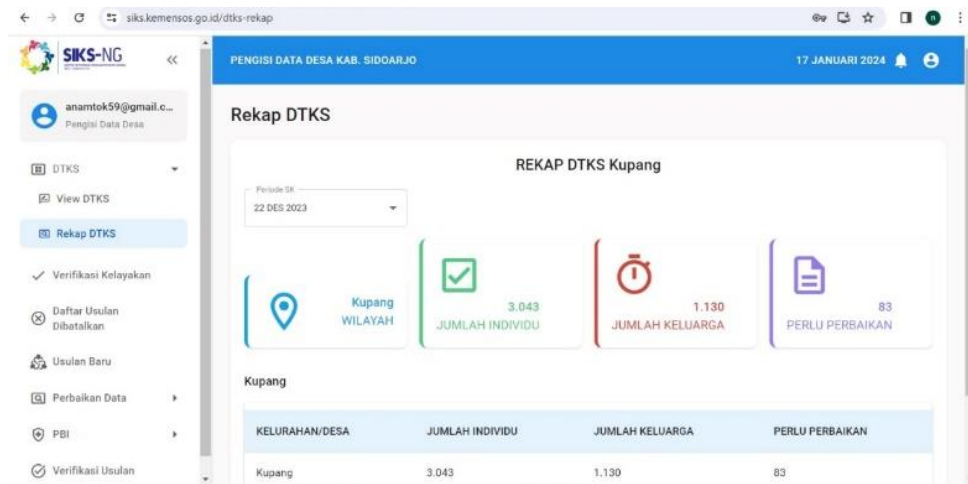 siks.kemensos.go.id/dtks-rekap
SIKS-NG
PENGISI DATA DESA KAB. SIDOARJO
17 JANUARI 2024
anamtok59@gmail.c...
Pengisi Data Desa
DTKS
View DTKS
Rekap DTKS
Verifikasi Kelayakan
Daftar Usulan
Dibatalkan
Usulan Baru
Perbaikan Data
PBI
Verifikasi Usulan
Rekap DTKS
REKAP DTKS Kupang
Periode SK
22 DES 2023
Kupang
WILAYAH
3.043
JUMLAH INDIVIDU
1.130
JUMLAH KELUARGA
83
PERLU PERBAIKAN
Kupang
KELURAHAN/DESA JUMLAH INDIVIDU JUMLAH KELUARGA PERLU PERBAIKAN
Kupang 3.043 1.130 83